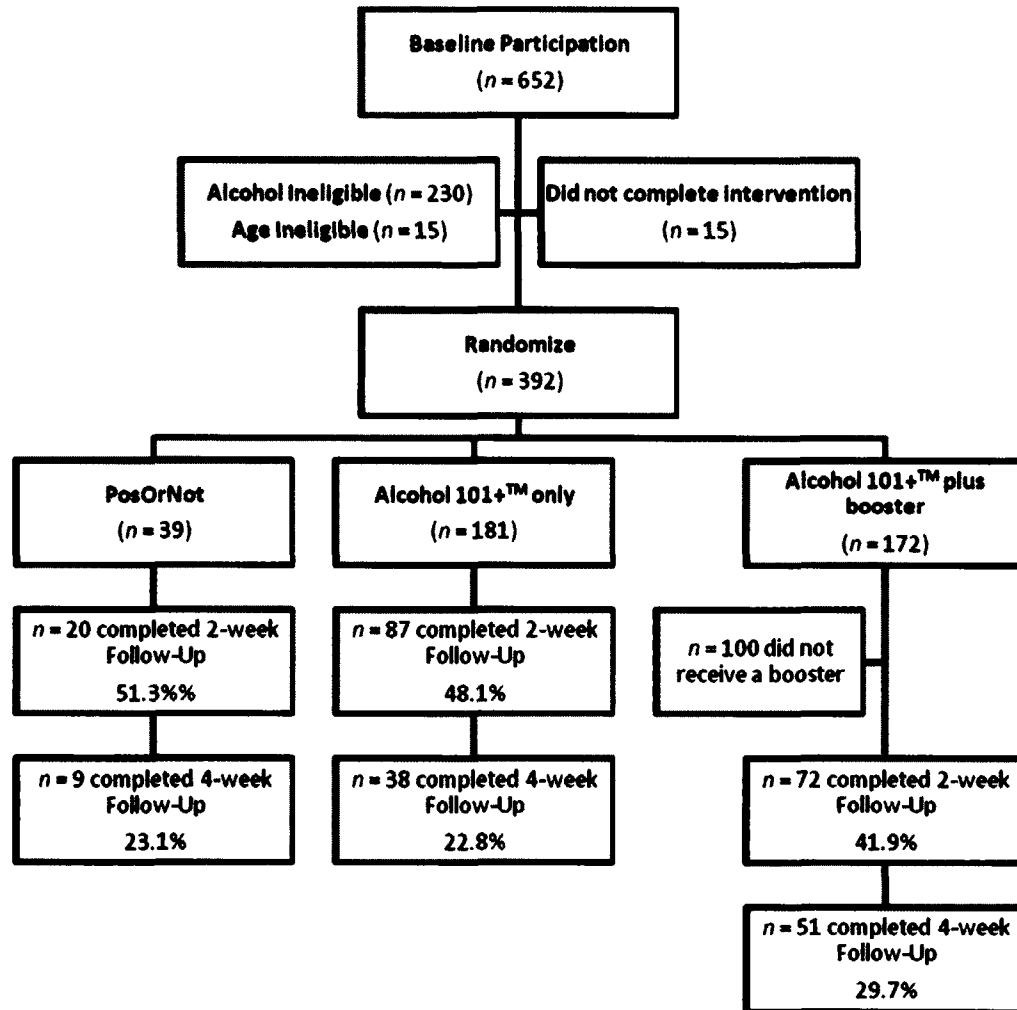 Baseline Participation
(n = 652)
Alcohol Ineligible (n = 230)
Age Ineligible (n = 15)
Did not complete intervention
(n = 15)
Randomize
(n = 392)
PosOrNot
(n = 39)
Alcohol 101+™ only
(n = 181)
Alcohol 101+™ plus
booster
(n = 172)
n = 20 completed 2-week
Follow-Up
51.3%%
n = 87 completed 2-week
Follow-Up
48.1%
n = 100 did not
receive a booster
n = 9 completed 4-week
Follow-Up
23.1%
n = 38 completed 4-week
Follow-Up
22.8%
n = 72 completed 2-week
Follow-Up
41.9%
n = 51 completed 4-week
Follow-Up
29.7%